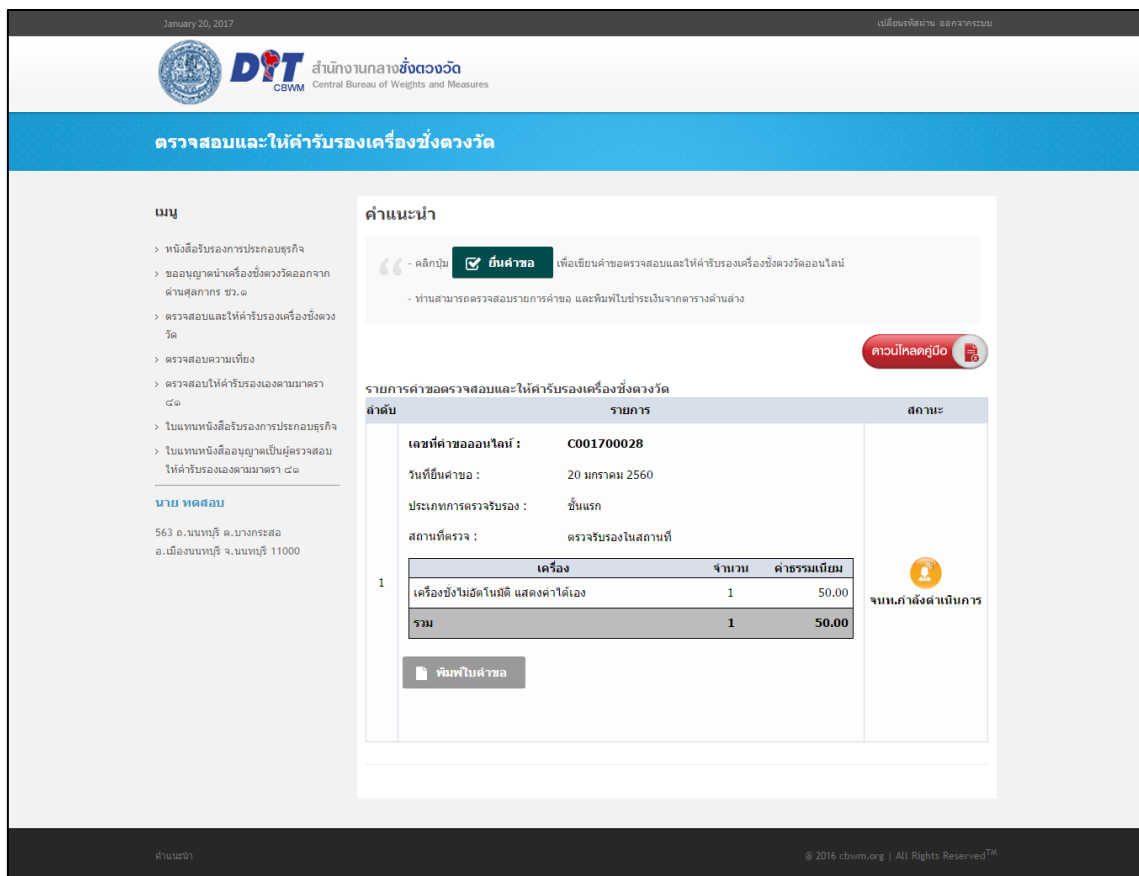 January 20, 2017
เปลี่ยนรหัสผ่าน ออกจากระบบ
DIT
CBWM
สำนักงานกลางชั่งตวงวัด
Central Bureau of Weights and Measures
ตรวจสอบและให้คำรับรองเครื่องชั่งตวงวัด
เมนู
> หนังสือรับรองการประกอบธุรกิจ
> ขออนุญาตนำเครื่องชั่งตวงวัดออกจาก
ด่านศุลกากร ชว.๑
> ตรวจสอบและให้คำรับรองเครื่องชั่งตวง
วัด
> ตรวจสอบความเที่ยง
> ตรวจสอบให้คำรับรองเองตามมาตรา
๔๑
> ใบแทนหนังสือรับรองการประกอบธุรกิจ
> ใบแทนหนังสืออนุญาตเป็นผู้ตรวจสอบ
ให้คำรับรองเองตามมาตรา ๔๑
นาย ทดสอบ
563 ถ.นนทบุรี ต.บางกระสอ
อ.เมืองนนทบุรี จ.นนทบุรี 11000
คำแนะนำ
- คลิกปุ่ม ยื่นคำขอ เพื่อเขียนคำขอตรวจสอบและให้คำรับรองเครื่องชั่งตวงวัดออนไลน์
- ท่านสามารถตรวจสอบรายการคำขอ และพิมพ์ใบชำระเงินจากตารางด้านล่าง
ดาวน์โหลดคู่มือ
รายการคำขอตรวจสอบและให้คำรับรองเครื่องชั่งตวงวัด
ลำดับ รายการ สถานะ
เลขที่คำขอออนไลน์ : C001700028
วันที่ยื่นคำขอ : 20 มกราคม 2560
ประเภทการตรวจรับรอง : ชั้นแรก
สถานที่ตรวจ : ตรวจรับรองในสถานที่
เครื่อง จำนวน ค่าธรรมเนียม
1
เครื่องชั่งไม่อัตโนมัติ แสดงค่าได้เอง 1 50.00
รวม 1 50.00
จนท.กำลังดำเนินการ
พิมพ์ใบคำขอ
คำแนะนำ
@ 2016 cbwm.org | All Rights Reserved™